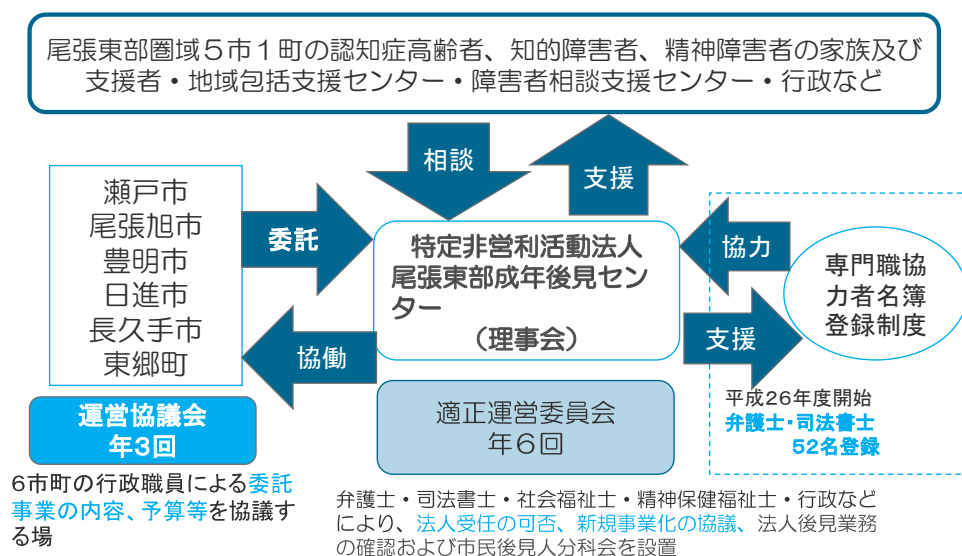 尾張東部圏域５市１町の認知症高齢者、知的障害者、精神障害者の家族及び
支援者・地域包括支援センター・障害者相談支援センター・行政など
相談
支援
瀬戸市
尾張旭市
豊明市
日進市
長久手市
東郷町
委託
協働
特定非営利活動法人
尾張東部成年後見セン
ター
（理事会）
協力
支援
専門職協
力者名簿
登録制度
運営協議会
年3回
適正運営委員会
年６回
平成26年度開始
弁護士・司法書士
52名登録
6市町の行政職員による委託
事業の内容、予算等を協議す
る場
弁護士・司法書士・社会福祉士・精神保健福祉士・行政など
により、法人受任の可否、新規事業化の協議、法人後見業務
の確認および市民後見人分科会を設置